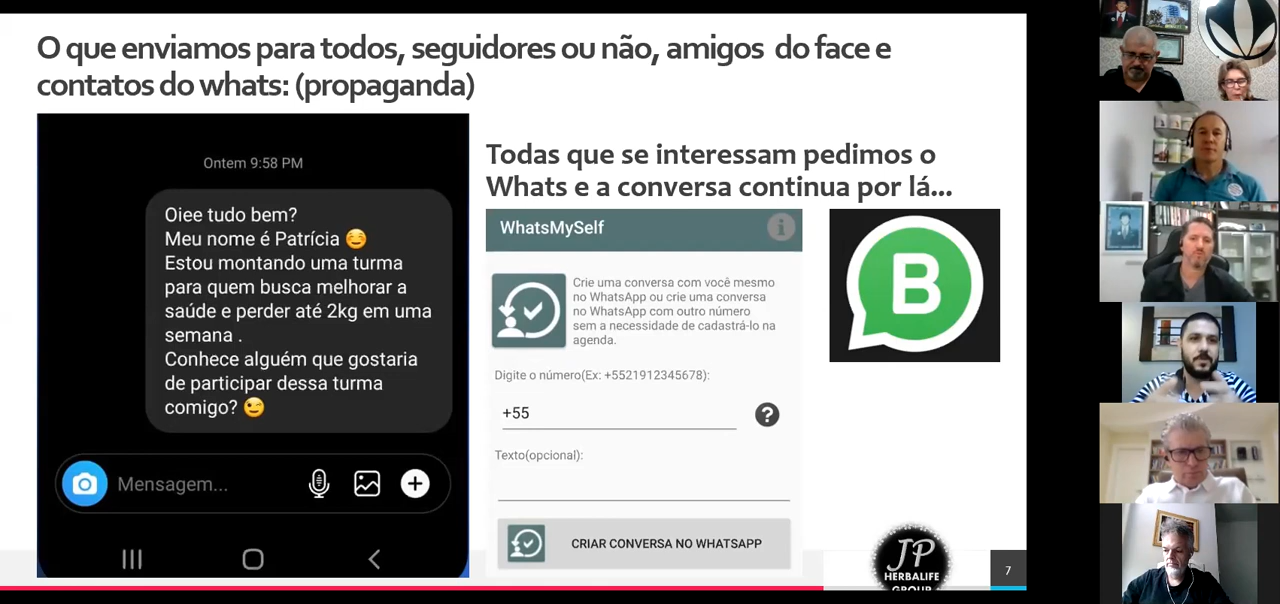 O que enviamos para todos, seguidores ou não, amigos do face e
contatos do whats: (propaganda)
Ontem 9:58 PM
Oiee tudo bem?
Meu nome é Patrícia 😊
Estou montando uma turma
para quem busca melhorar a
saúde e perder até 2kg em uma
semana .
Conhece alguém que gostaria
de participar dessa turma
comigo? 😉
Mensagem...
Todas que se interessam pedimos o
Whats e a conversa continua por lá...
WhatsMySelf
Crie uma conversa com você mesmo
no WhatsApp ou crie uma conversa
no WhatsApp com outro número
sem a necessidade de cadastrá-lo na
agenda.
Digite o número(Ex: +5521912345678):
+55
?
Texto(opcional):
CRIAR CONVERSA NO WHATSAPP
B
JP
HERBALIFE
GROUP
7